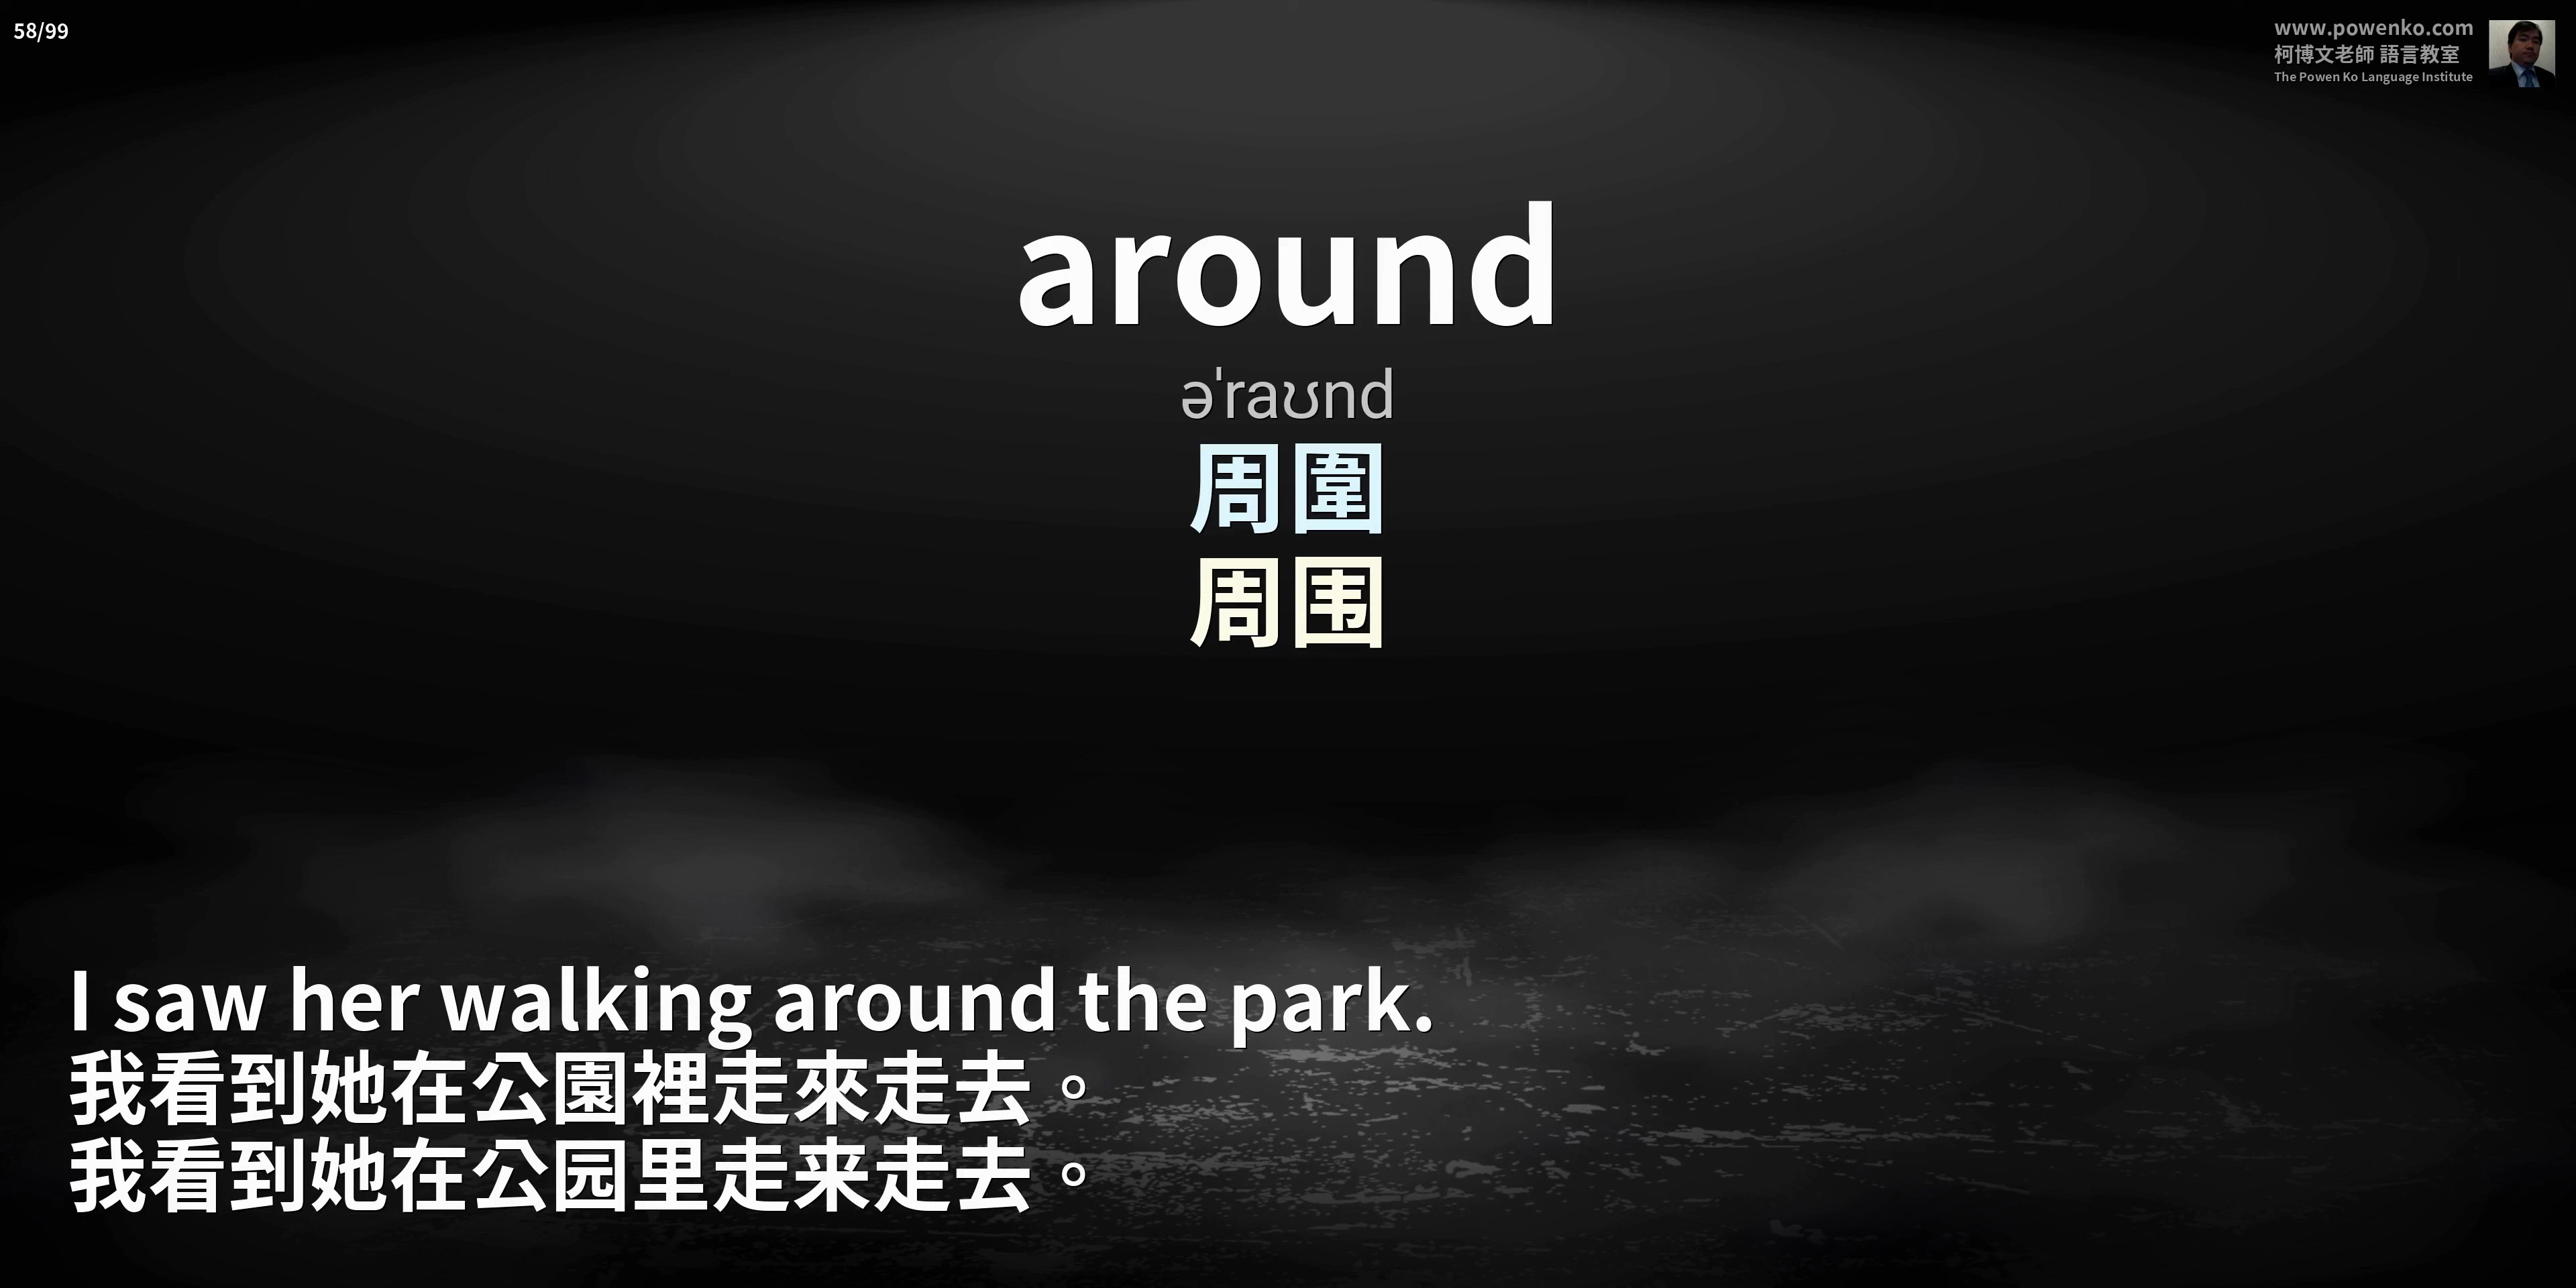 58/99
www.powenko.com
柯博文老師 語言教室
The Powen Ko Language Institute
around
ə'raʊnd
周圍
周围
I saw her walking around the park.
我看到她在公園裡走來走去。
我看到她在公园里走来走去。